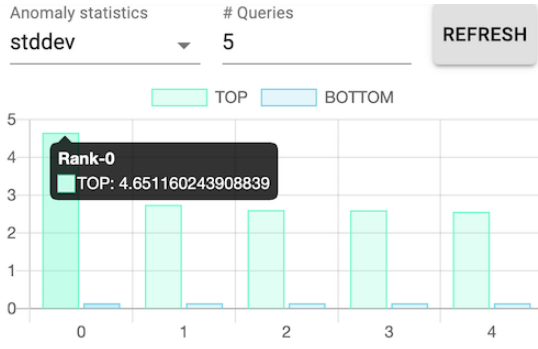 Anomaly statistics
# Queries
stddev
5
REFRESH
TOP
BOTTOM
5
4
3
2
1
0
Rank-0
TOP: 4.651160243908839
0 1 2 3 4